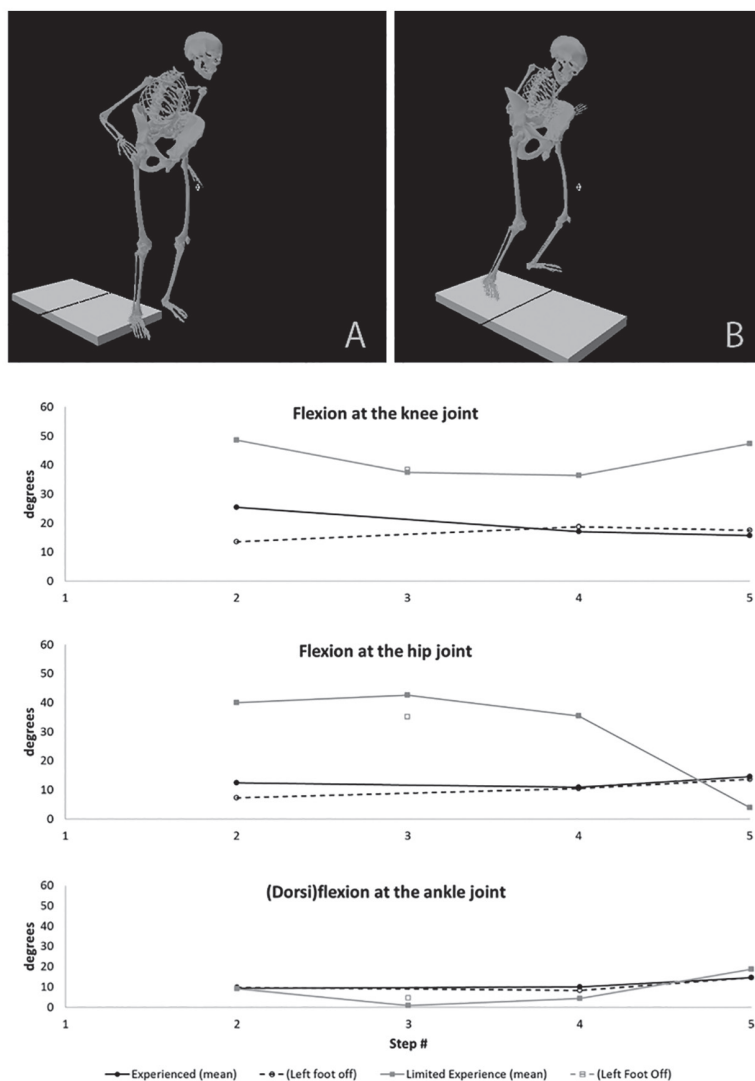 A
B
Flexion at the knee joint
60
50
40
30
20
10
0
degrees
1 2 3 4 5
Flexion at the hip joint
60
50
40
30
20
10
0
degrees
1 2 3 4 5
(Dorsi)flexion at the ankle joint
60
50
40
30
20
10
0
degrees
1 2 3 4 5
Step #
Experienced (mean) (Left foot off) Limited Experience (mean) (Left Foot Off)